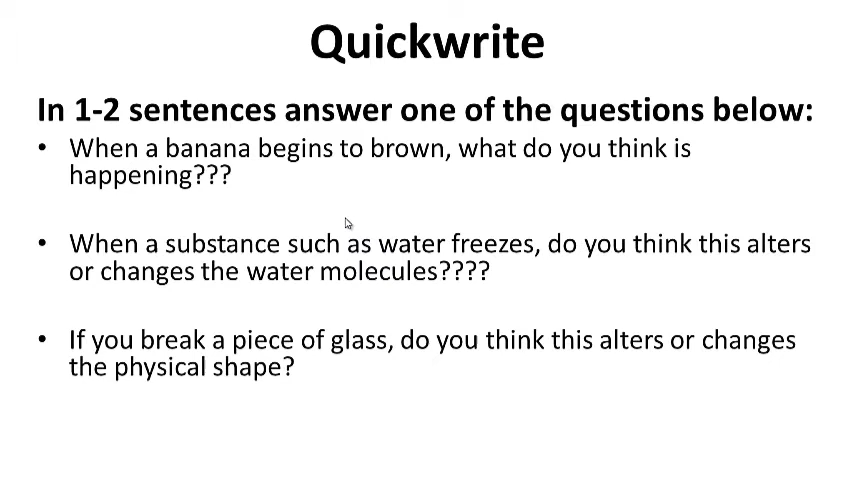 Quickwrite
In 1-2 sentences answer one of the questions below:
• When a banana begins to brown, what do you think is
happening???
• When a substance such as water freezes, do you think this alters
or changes the water molecules????
• If you break a piece of glass, do you think this alters or changes
the physical shape?